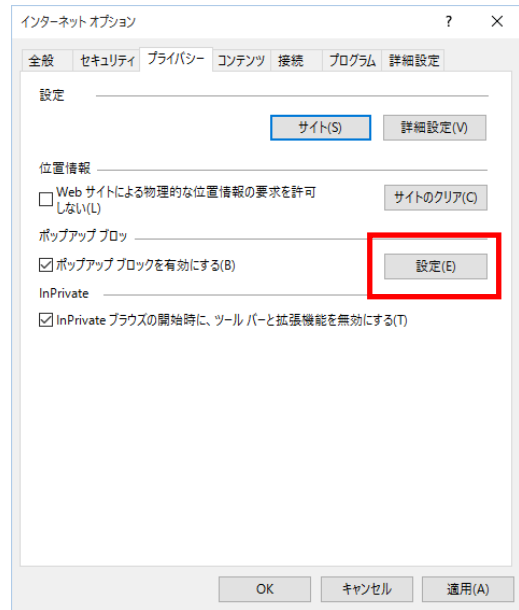 インターネット オプション ? ×
全般 セキュリティ プライバシー コンテンツ 接続 プログラム 詳細設定
設定
サイト(S) 詳細設定(V)
位置情報
Web サイトによる物理的な位置情報の要求を許可
しない(L)
サイトのクリア(C)
ポップアップ ブロッ
ポップアップ ブロックを有効にする(B) 設定(E)
InPrivate
InPrivate ブラウズの開始時に、ツール バーと拡張機能を無効にする(T)
OK キャンセル 適用(A)